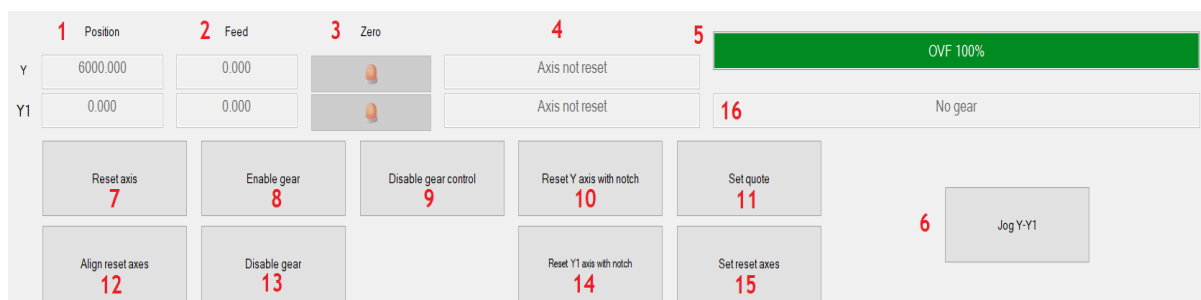 1 Position 2 Feed 3 Zero 4 5 OVF 100%
Y 6000.000 0.000 Axis not reset
Y1 0.000 0.000 Axis not reset 16 No gear
Reset axis Enable gear Disable gear control Reset Y axis with notch Set quote
7 8 9 10 11
6 Jog Y-Y1
Align reset axes Disable gear Reset Y1 axis with notch Set reset axes
12 13 14 15